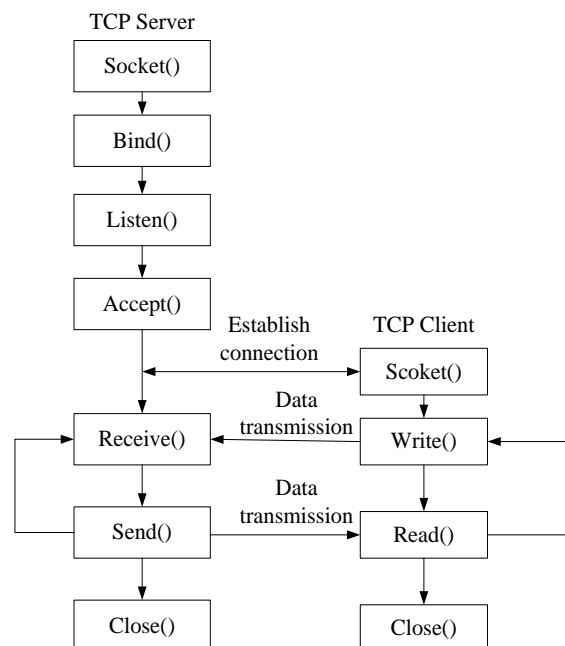 TCP Server
Socket()
Bind()
Listen()
Accept()
Establish
connection
TCP Client
Scoket()
Data
transmission
Receive()
Write()
Data
transmission
Send()
Read()
Close()
Close()